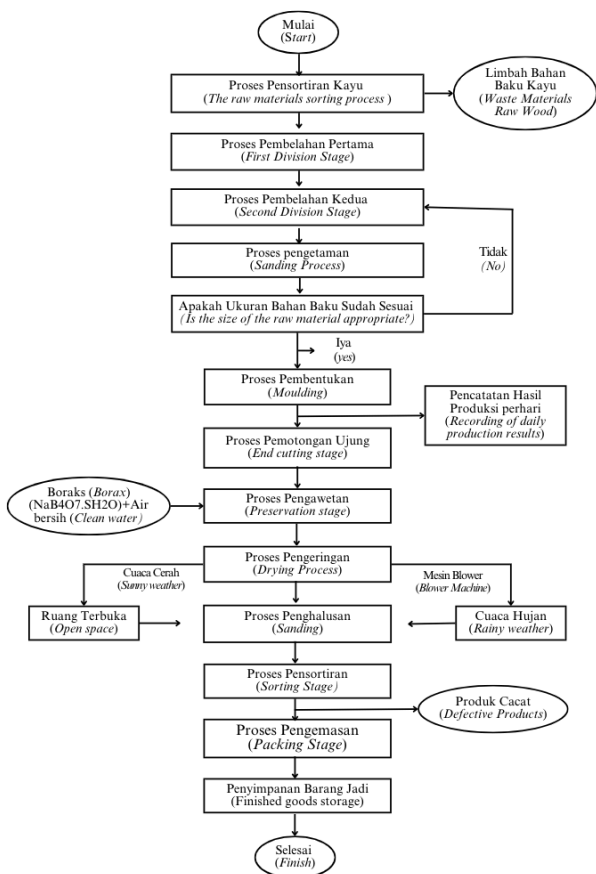 Mulai
(Start)
Proses Pensortiran Kayu
(The raw materials sorting process )
Limbah Bahan
Baku Kayu
(Waste Materials
Raw Wood)
Proses Pembelahan Pertama
(First Division Stage)
Proses Pembelahan Kedua
(Second Division Stage)
Proses pengetaman
(Sanding Process)
Tidak
(No)
Apakah Ukuran Bahan Baku Sudah Sesuai
(Is the size of the raw material appropriate?)
Iya
(yes)
Proses Pembentukan
(Moulding)
Pencatatan Hasil
Produksi perhari
(Recording of daily
production results)
Proses Pemotongan Ujung
(End cutting stage)
Boraks (Borax)
(NaB4O7.SH2O)+Air
bersih (Clean water)
Proses Pengawetan
(Preservation stage)
Proses Pengeringan
(Drying Process)
Cuaca Cerah
(Sunny weather)
Mesin Blower
(Blower Machine)
Ruang Terbuka
(Open space)
Proses Penghalusan
(Sanding)
Cuaca Hujan
(Rainy weather)
Proses Pensortiran
(Sorting Stage)
Produk Cacat
(Defective Products)
Proses Pengemasan
(Packing Stage)
Penyimpanan Barang Jadi
(Finished goods storage)
Selesai
(Finish)